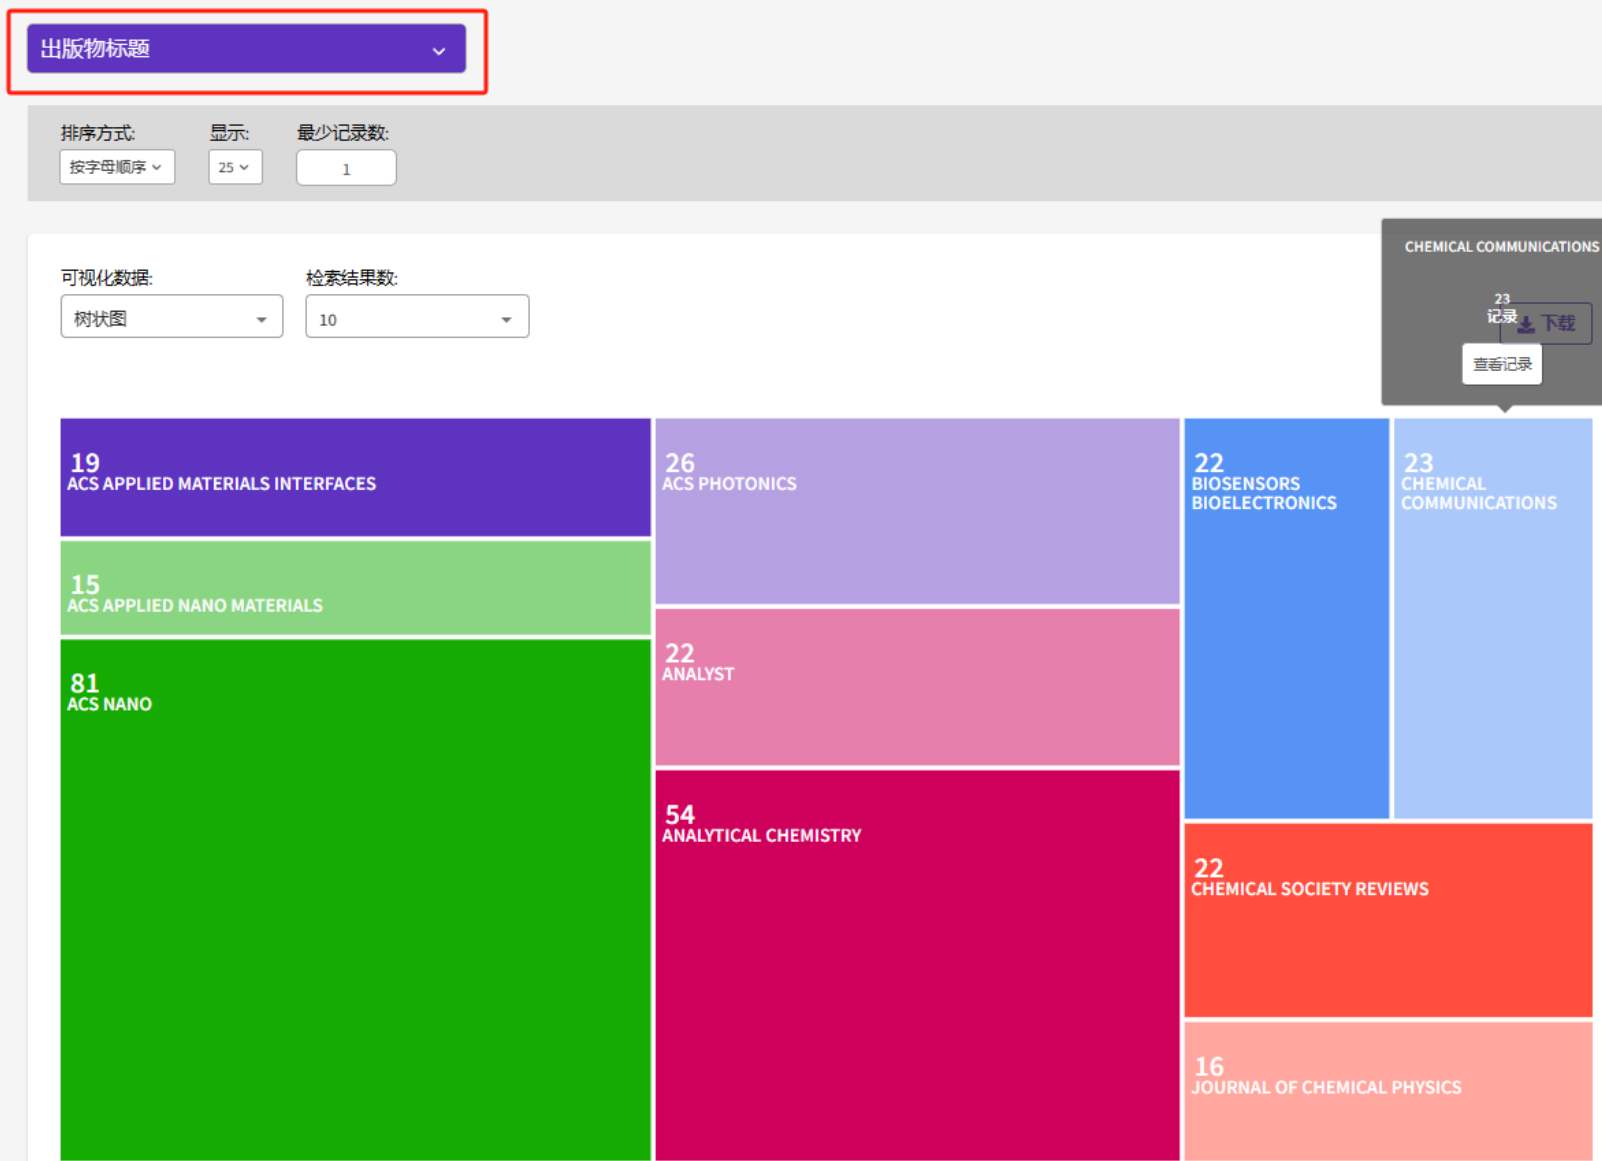 出版物标题
排序方式:
显示:
最少记录数:
按字母顺序
25
1
可视化数据:
检索结果数:
树状图
10
CHEMICAL COMMUNICATIONS
23
记录
下载
查看记录
19
ACS APPLIED MATERIALS INTERFACES
15
ACS APPLIED NANO MATERIALS
81
ACS NANO
26
ACS PHOTONICS
22
ANALYST
54
ANALYTICAL CHEMISTRY
22
BIOSENSORS
BIOELECTRONICS
23
CHEMICAL
COMMUNICATIONS
22
CHEMICAL SOCIETY REVIEWS
16
JOURNAL OF CHEMICAL PHYSICS